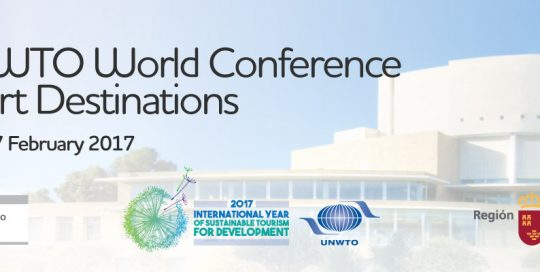 WTO World Conference
rt Destinations
7 February 2017
o
2017
INTERNATIONAL YEAR
OF SUSTAINABLE TOURISM
FOR DEVELOPMENT
UNWTO
Región